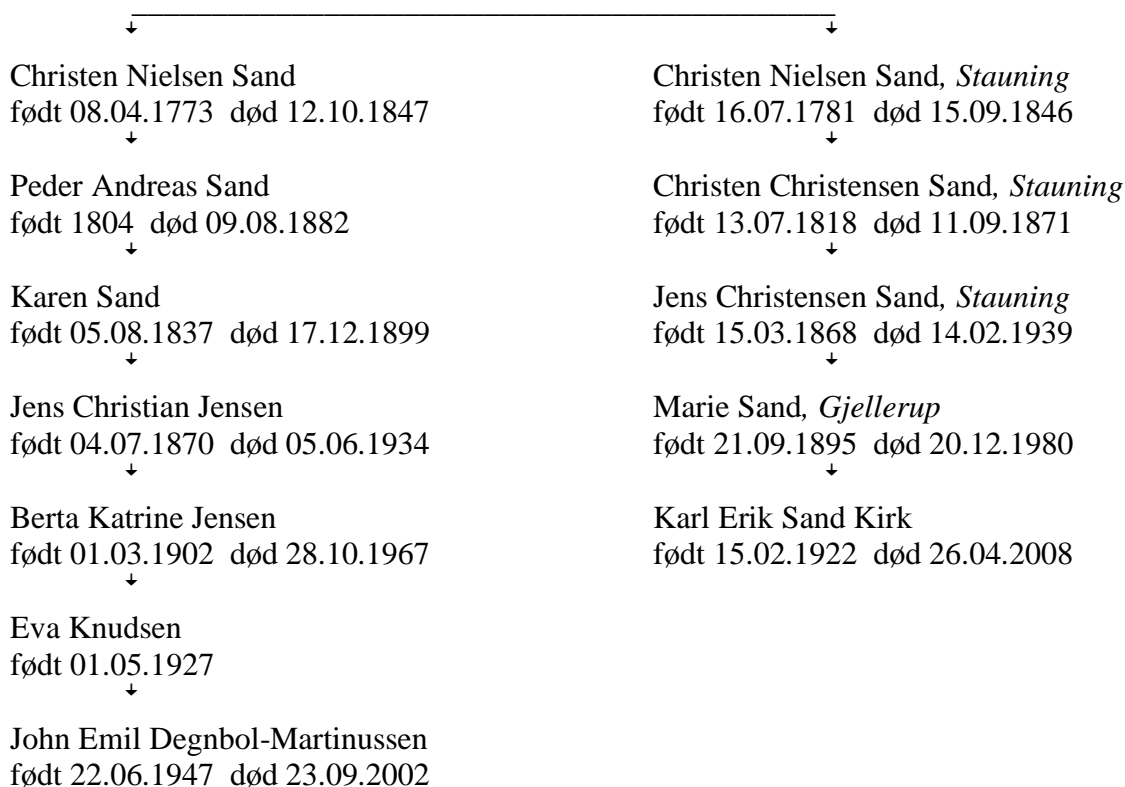 Christen Nielsen Sand
født 08.04.1773 død 12.10.1847
Peder Andreas Sand
født 1804 død 09.08.1882
Karen Sand
født 05.08.1837 død 17.12.1899
Jens Christian Jensen
født 04.07.1870 død 05.06.1934
Berta Katrine Jensen
født 01.03.1902 død 28.10.1967
Eva Knudsen
født 01.05.1927
John Emil Degnbol-Martinussen
født 22.06.1947 død 23.09.2002
Christen Nielsen Sand, Stauning
født 16.07.1781 død 15.09.1846
Christen Christensen Sand, Stauning
født 13.07.1818 død 11.09.1871
Jens Christensen Sand, Stauning
født 15.03.1868 død 14.02.1939
Marie Sand, Gjellerup
født 21.09.1895 død 20.12.1980
Karl Erik Sand Kirk
født 15.02.1922 død 26.04.2008